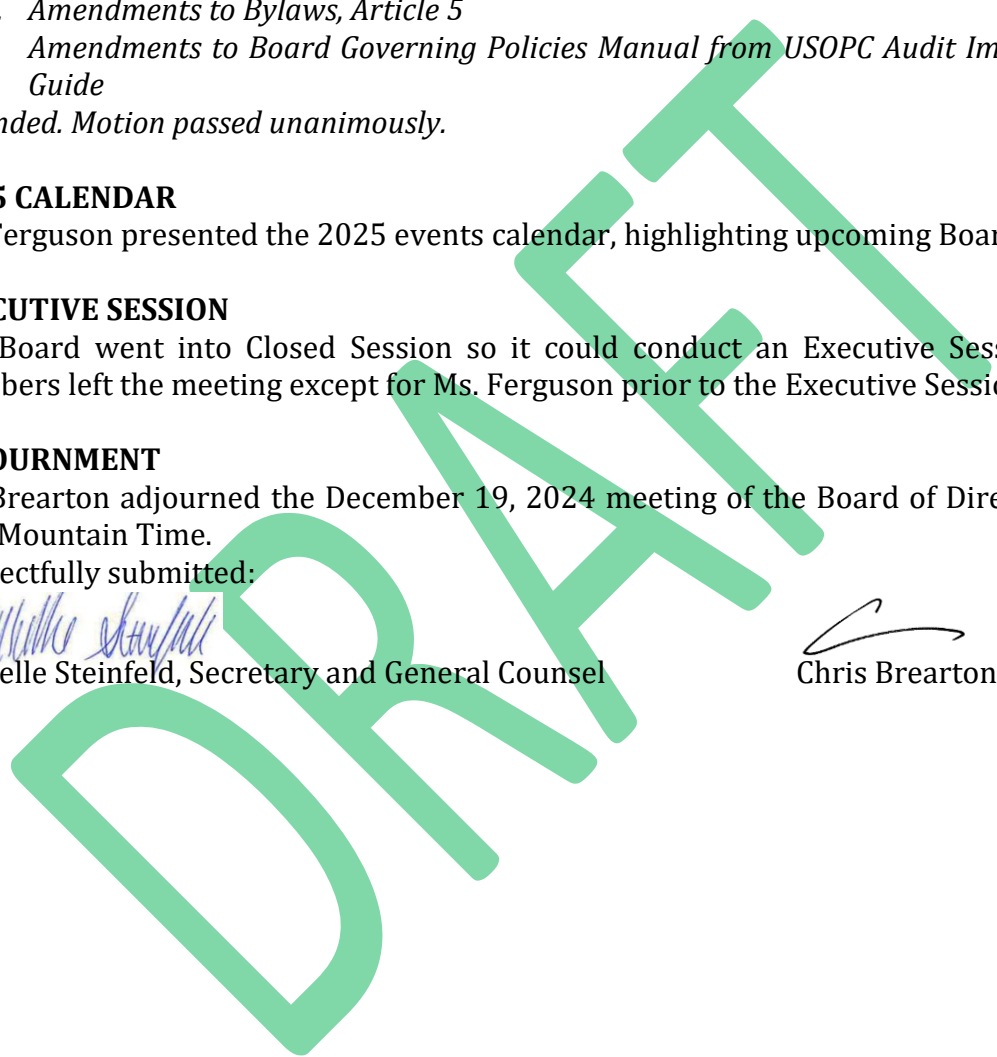 . Amendments to Bylaws, Article 5
Amendments to Board Governing Policies Manual from USOPC Audit Im
Guide
nded. Motion passed unanimously.
5 CALENDAR
Ferguson presented the 2025 events calendar, highlighting upcoming Boar
CUTIVE SESSION
Board went into Closed Session so it could conduct an Executive Sess
bers left the meeting except for Ms. Ferguson prior to the Executive Sessio
OURNMENT
Brearton adjourned the December 19, 2024 meeting of the Board of Dire
Mountain Time.
ectfully submitted:
elle Steinfeld, Secretary and General Counsel
Chris Brearton
DRAFT